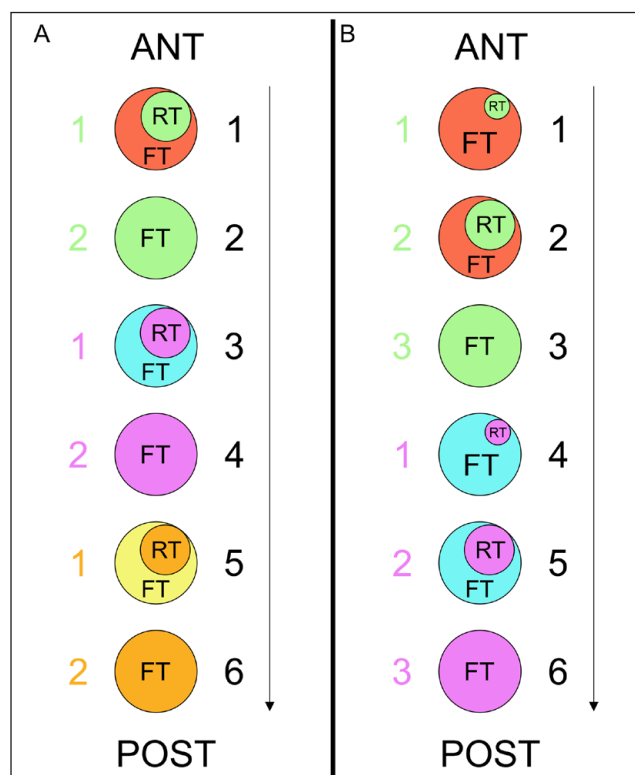 A
ANT
1 RT FT 1
2 FT 2
1 RT FT 3
2 FT 4
1 RT FT 5
2 FT 6
POST
B
ANT
1 RT FT 1
2 RT FT 2
3 FT 3
1 RT FT 4
2 RT FT 5
3 FT 6
POST